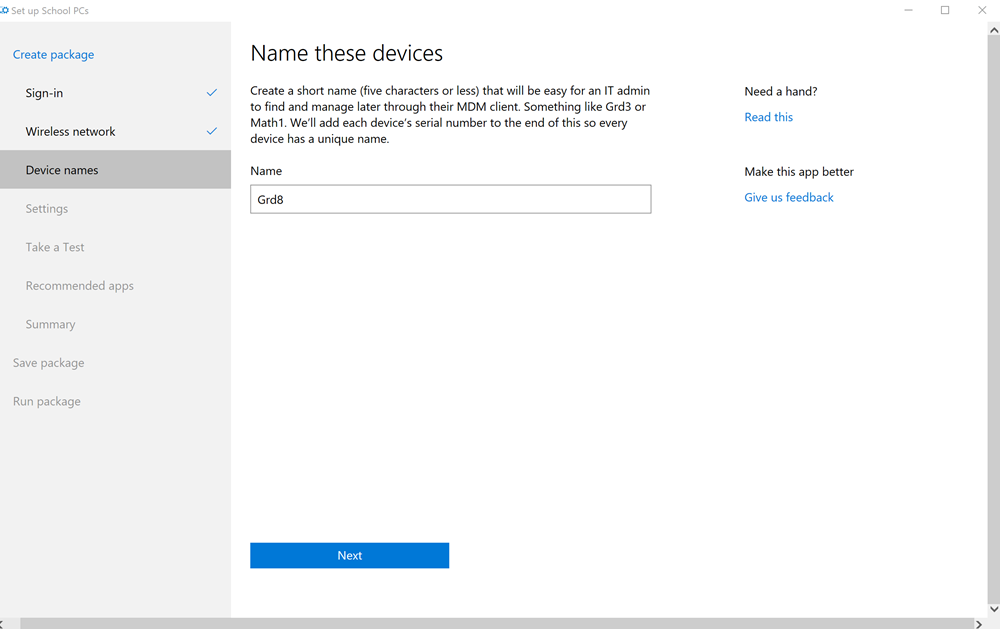 Set up School PCs
Create package
Sign-in
Wireless network
Device names
Settings
Take a Test
Recommended apps
Summary
Save package
Run package
Name these devices
Create a short name (five characters or less) that will be easy for an IT admin
to find and manage later through their MDM client. Something like Grd3 or
Math1. We'll add each device's serial number to the end of this so every
device has a unique name.
Name
Grd8
Next
Need a hand?
Read this
Make this app better
Give us feedback